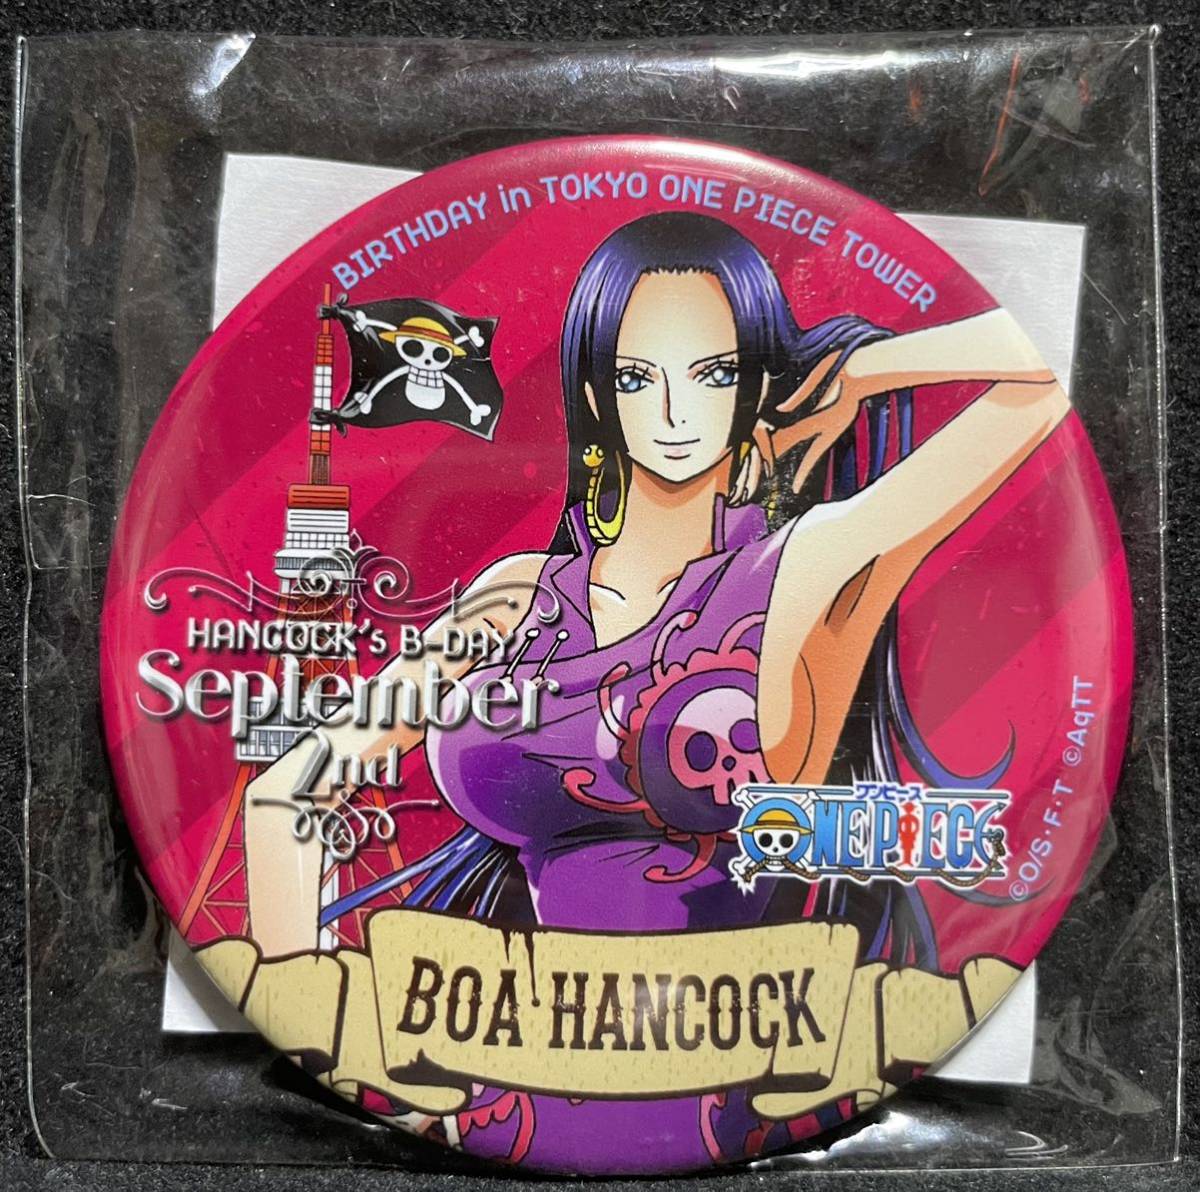 BIRTHDAY in TOKYO ONE PIECE TOWER
HANCOCK's B-DAY
September
2nd
ワンピース
ONE PIECE
©O/S・F・T ©AqTT
BOA HANCOCK